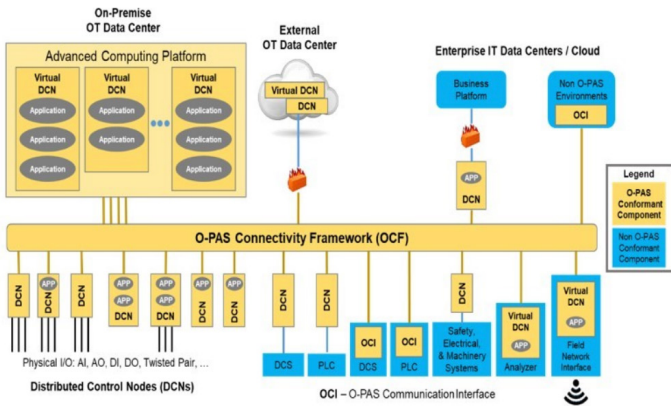 On-Premise
OT Data Center
Advanced Computing Platform
Virtual
DCN
Application
Application
Application
Virtual
DCN
Application
Application
Virtual
DCN
Application
Application
Application
External
OT Data Center
Virtual DCN
DCN
Enterprise IT Data Centers / Cloud
Business
Platform
APP
DCN
Non O-PAS
Environments
OCI
Legend
O-PAS
Conformant
Component
Non O-PAS
Conformant
Component
O-PAS Connectivity Framework (OCF)
DCN
APP
DCN
DCN
APP
APP
DCN
APP
APP
DCN
APP
DCN
APP
DCN
DCN
DCS
DCN
PLC
OCI
DCS
OCI
PLC
DCN
Safety,
Electrical,
& Machinery
Systems
Virtual
DCN
APP
Analyzer
Virtual
DCN
APP
Field
Network
Interface
Physical I/O: AI, AO, DI, DO, Twisted Pair, ...
Distributed Control Nodes (DCNs)
OCI – O-PAS Communication Interface